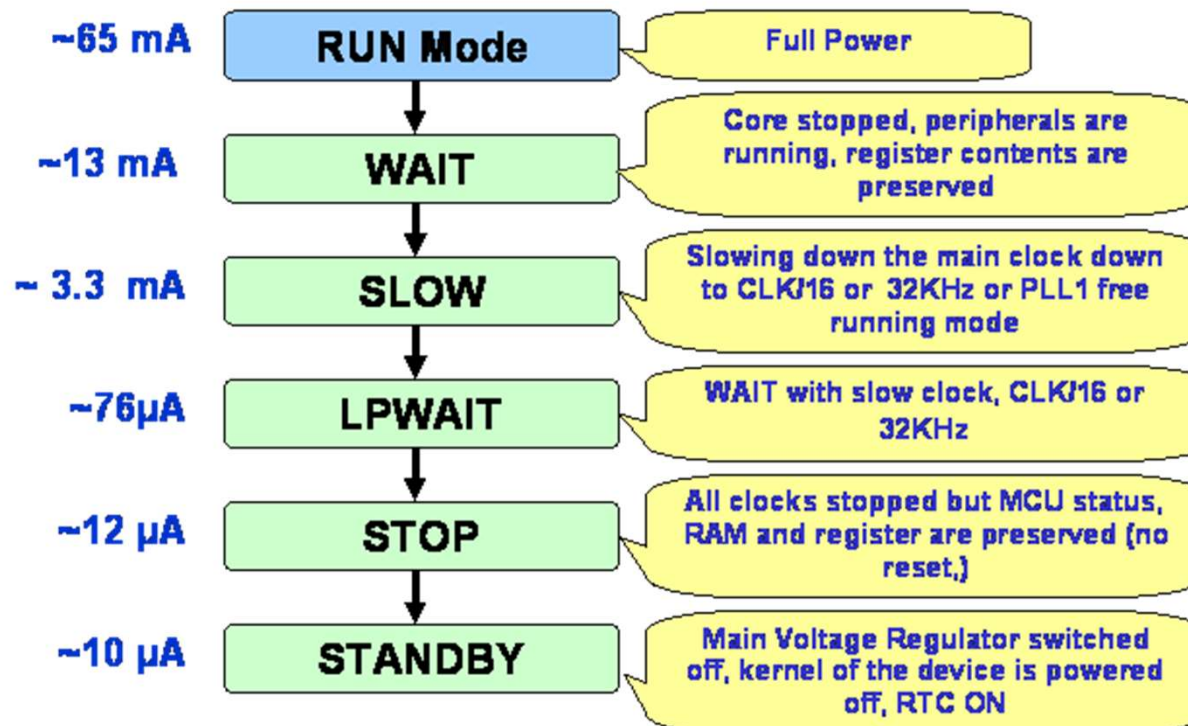 ~65 mA
RUN Mode
Full Power
~13 mA
WAIT
Core stopped, peripherals are
running, register contents are
preserved
~ 3.3 mA
SLOW
Slowing down the main clock down
to CLK/16 or 32KHz or PLL1 free
running mode
~76µA
LPWAIT
WAIT with slow clock, CLK/16 or
32KHz
~12 µA
STOP
All clocks stopped but MCU status,
RAM and register are preserved (no
reset,)
~10 µA
STANDBY
Main Voltage Regulator switched
off, kernel of the device is powered
off, RTC ON